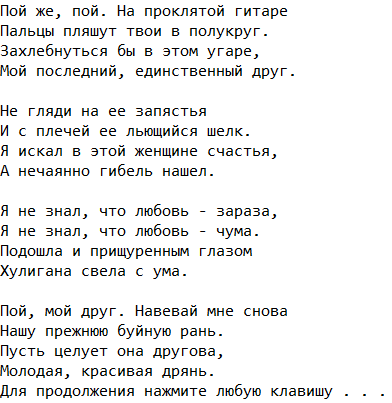 Пой же, пой. На проклятой гитаре
Пальцы пляшут твои в полукруг.
Захлебнуться бы в этом угаре,
Мой последний, единственный друг.

Не гляди на ее запястья
И с плечей ее льющийся шелк.
Я искал в этой женщине счастья,
А нечаянно гибель нашел.

Я не знал, что любовь - зараза,
Я не знал, что любовь - чума.
Подошла и прищуренным глазом
Хулигана свела с ума.

Пой, мой друг. Навевай мне снова
Нашу прежнюю буйную рань.
Пусть целует она другова,
Молодая, красивая дрянь.
Для продолжения нажмите любую клавишу . . .